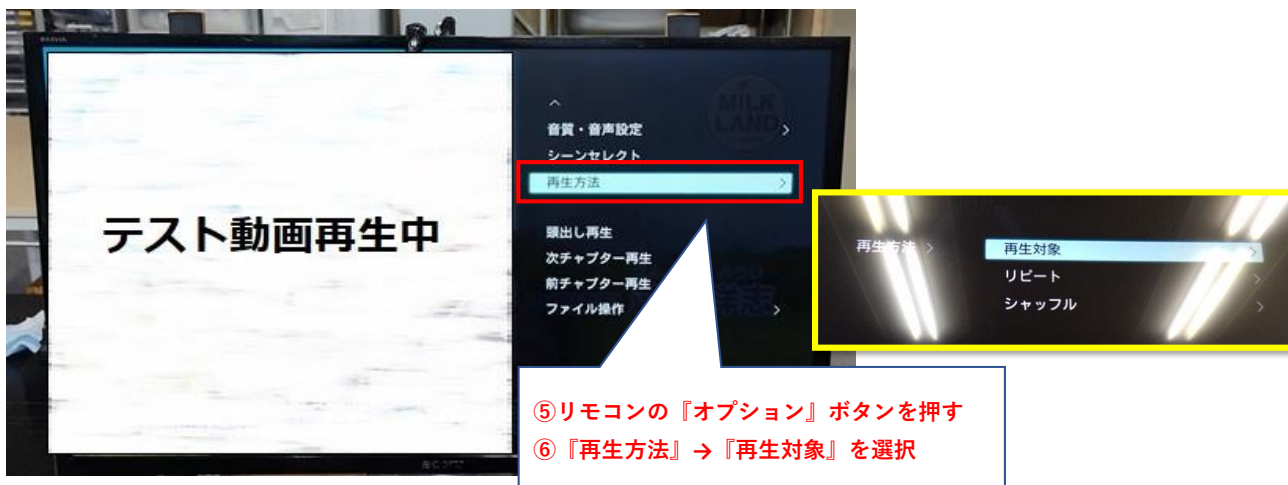 BRAVIA
MILK
LAND
^
音質・音声設定 >
シーンセレクト
再生方法 >
テスト動画再生中
頭出し再生
次チャプター再生
前チャプター再生
ファイル操作 >
再生方法 >
再生対象 >
リピート >
シャッフル >
⑤リモコンの『オプション』ボタンを押す
⑥『再生方法』→『再生対象』を選択